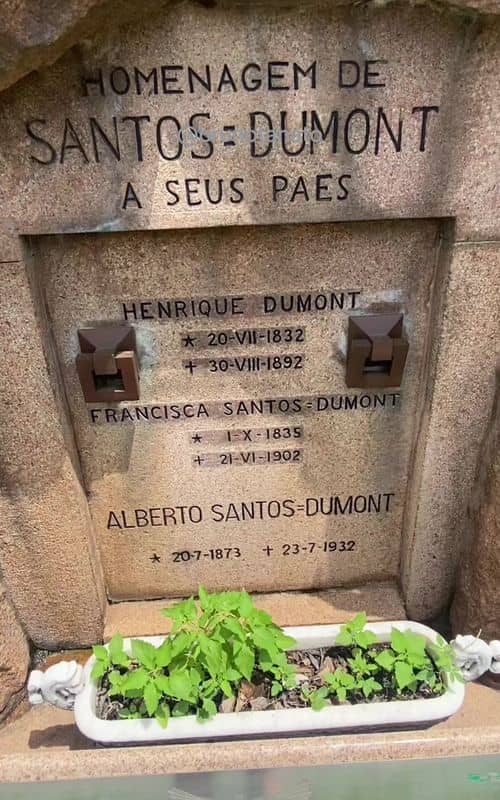 HOMENAGEM DE
SANTOS=DUMONT
A SEUS PAES
HENRIQUE DUMONT
★ 20-VII-1832
✝ 30-VIII-1892
FRANCISCA SANTOS=DUMONT
★ 1-X-1835
✝ 21-VI-1902
ALBERTO SANTOS=DUMONT
★ 20-7-1873 ✝ 23-7-1932